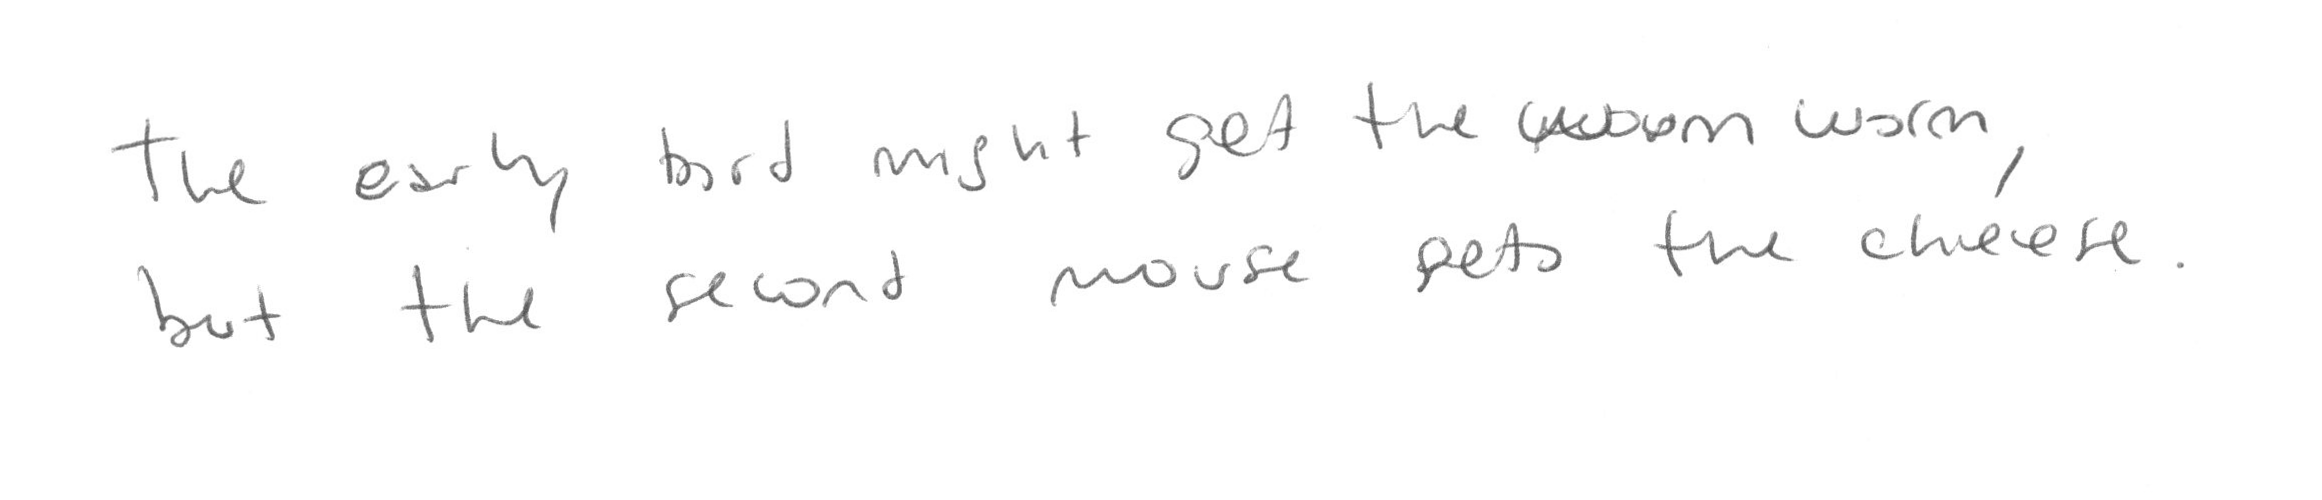 The early bird might get the worm,
but the second mouse gets the cheese.